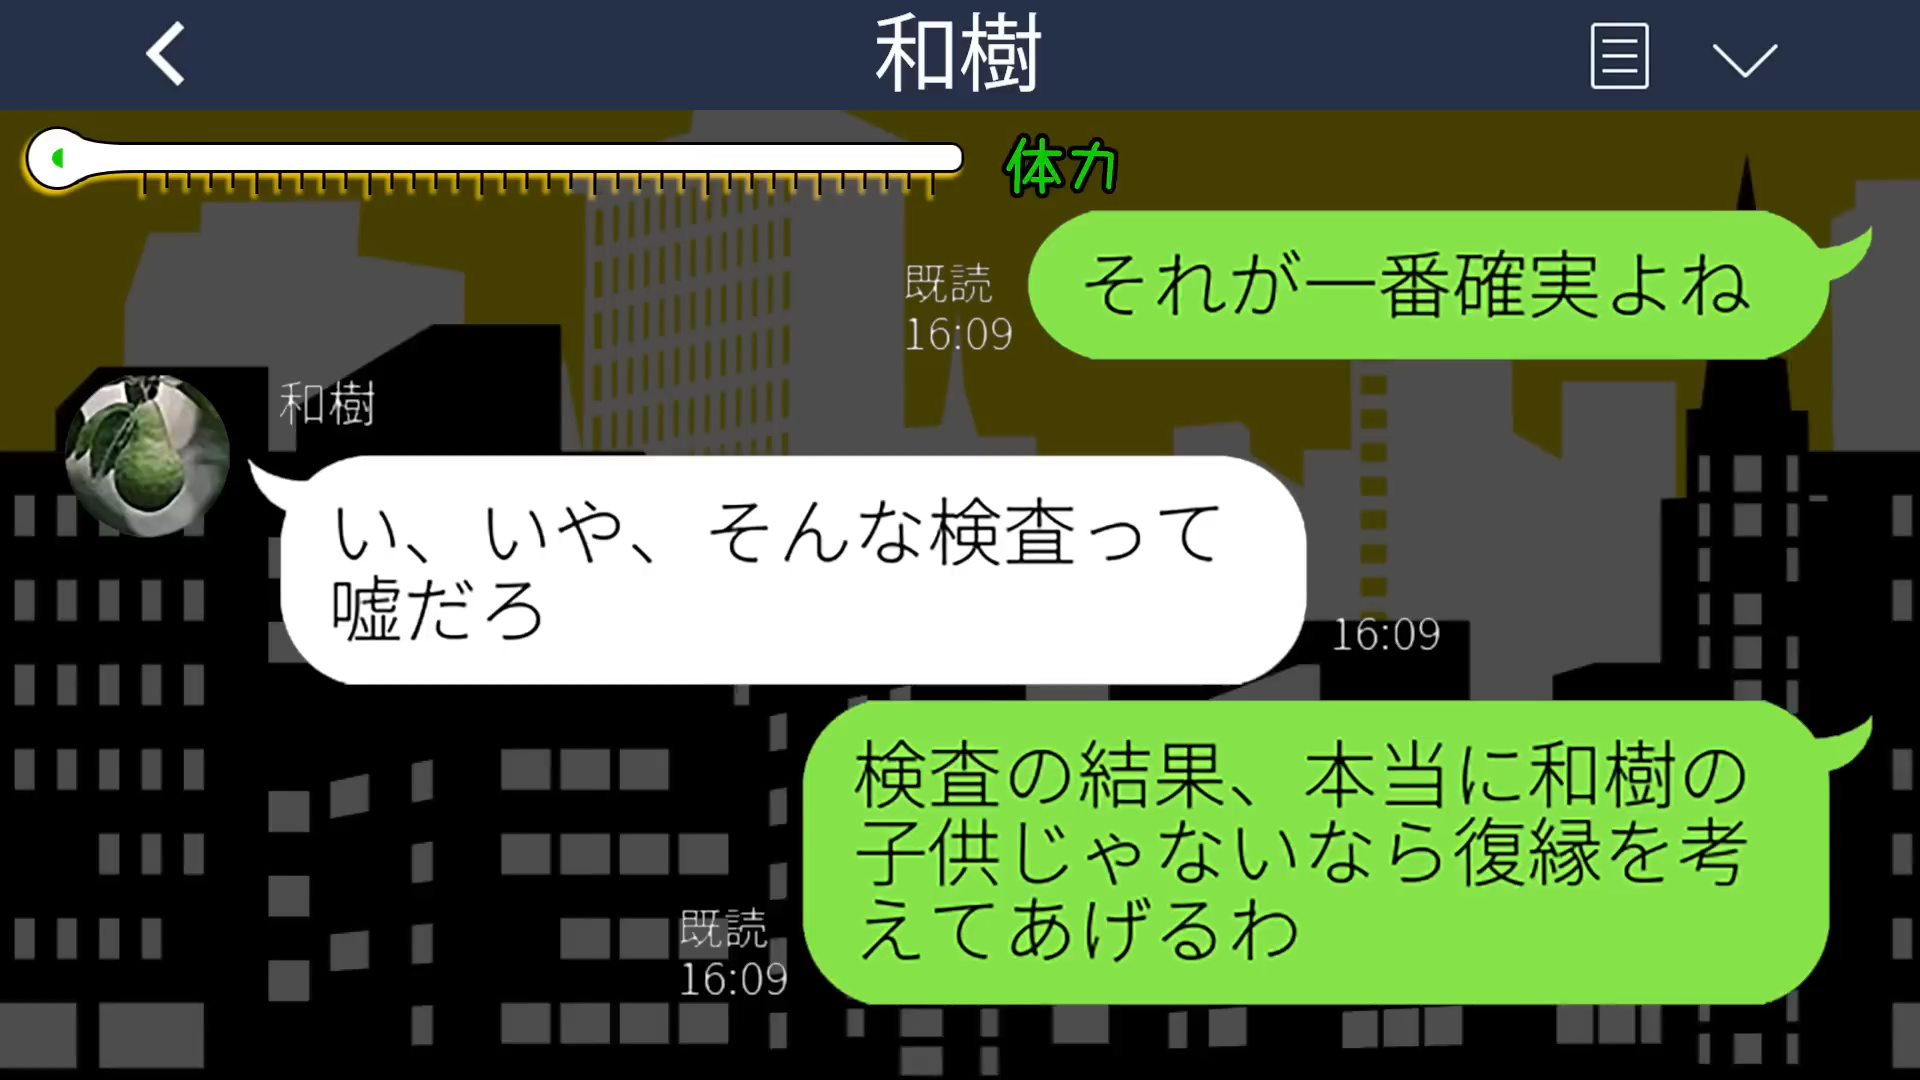 和樹
体力
それが一番確実よね
既読
16:09
和樹
い、いや、そんな検査って
嘘だろ
16:09
検査の結果、本当に和樹の
子供じゃないなら復縁を考
えてあげるわ
既読
16:09